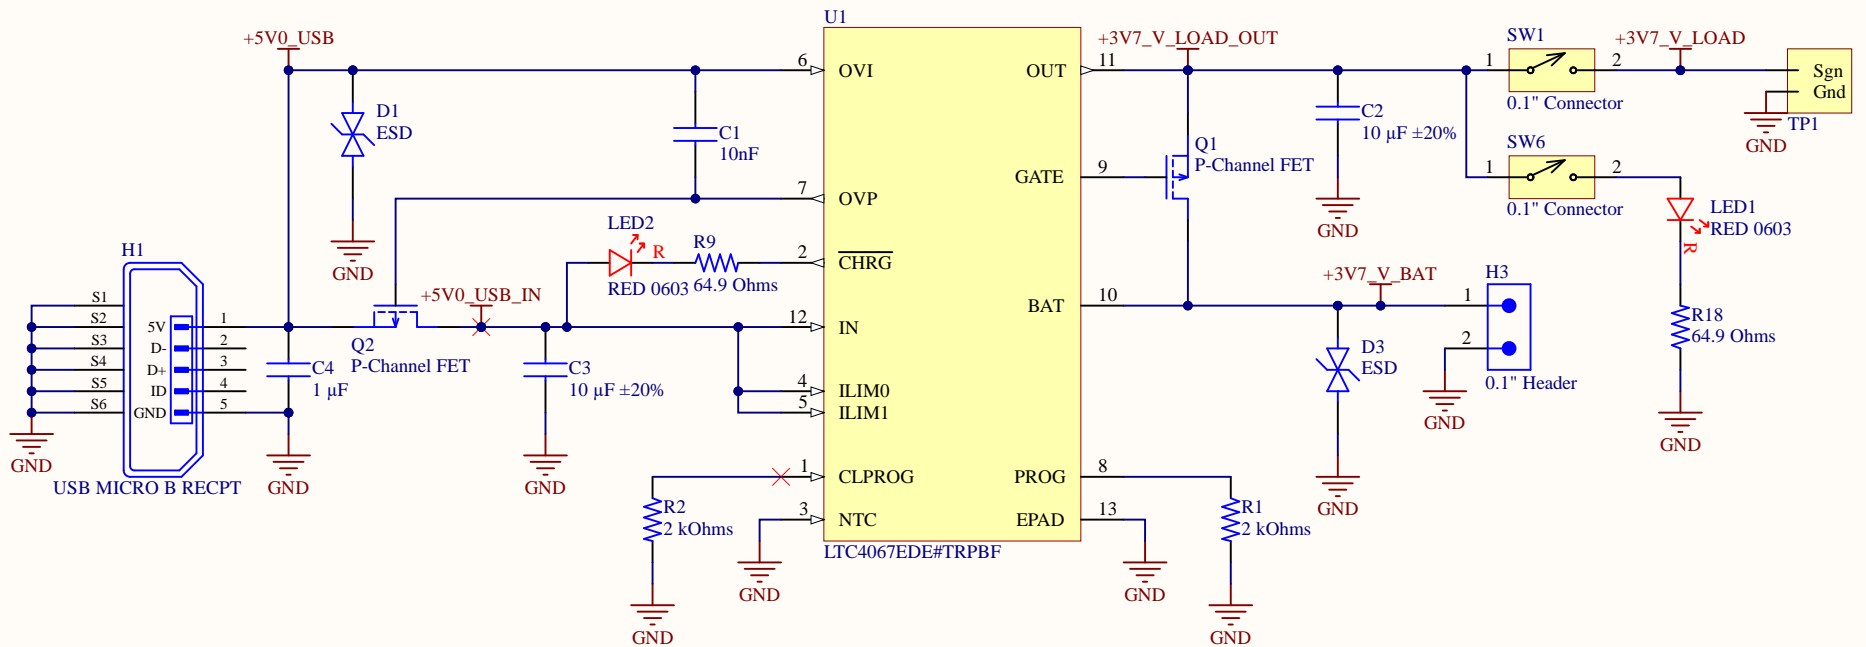 U1
+5V0_USB
+3V7_V_LOAD_OUT
SW1
+3V7_V_LOAD
6
OVI
OUT
11
1
2
Sgn
Gnd
0.1" Connector
TP1
GND
D1
ESD
C1
10nF
C2
10 µF ±20%
Q1
P-Channel FET
SW6
1
2
0.1" Connector
7
OVP
GATE
9
GND
GND
LED2
R
RED 0603
R9
64.9 Ohms
2
CHRG
LED1
RED 0603
R
H1
S1
S2
S3
S4
S5
S6
5V
D-
D+
ID
GND
1
2
3
4
5
USB MICRO B RECPT
GND
+5V0_USB_IN
Q2
P-Channel FET
C4
1 µF
GND
C3
10 µF ±20%
GND
12
IN
4
ILIM0
5
ILIM1
BAT
10
+3V7_V_BAT
H3
1
2
0.1" Header
GND
D3
ESD
GND
R18
64.9 Ohms
GND
1
CLPROG
3
NTC
PROG
8
EPAD
13
LTC4067EDE#TRPBF
R2
2 kOhms
GND
GND
GND
R1
2 kOhms
GND